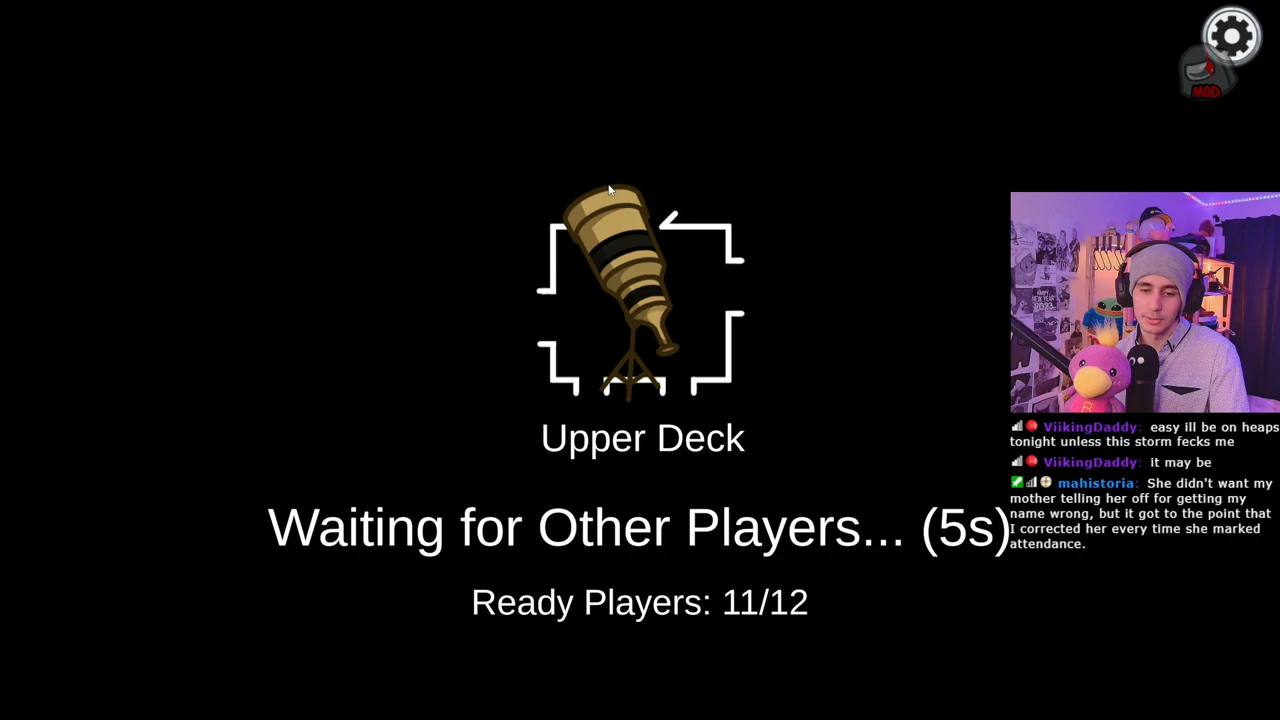 MOD
Upper Deck
Waiting for Other Players... (5s)
Ready Players: 11/12
ViikingDaddy: easy ill be on heaps
tonight unless this storm fecks me
ViikingDaddy: it may be
mahistoria: She didn't want my
mother telling her off for getting my
name wrong, but it got to the point that
I corrected her every time she marked
attendance.